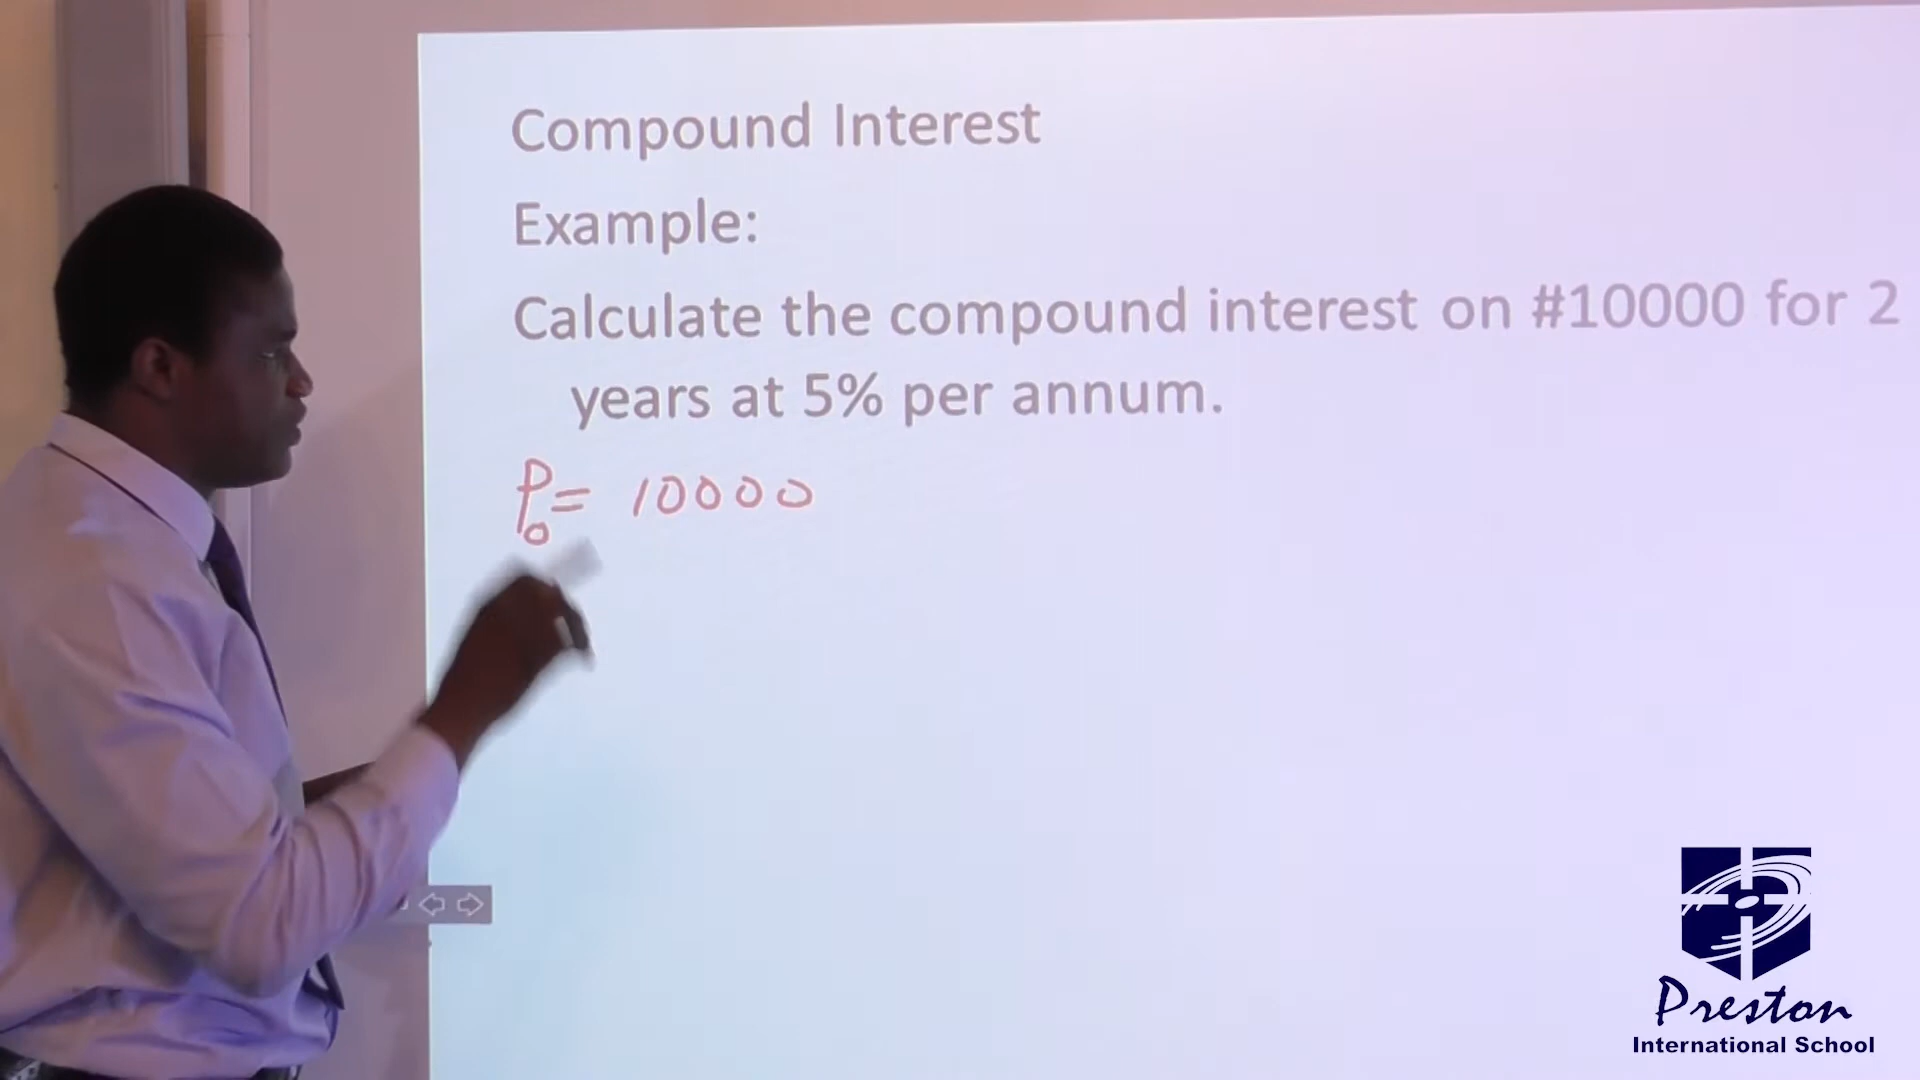 Compound Interest
Example:
Calculate the compound interest on #10000 for 2
years at 5% per annum.
P₀ = 10000
Preston
International School